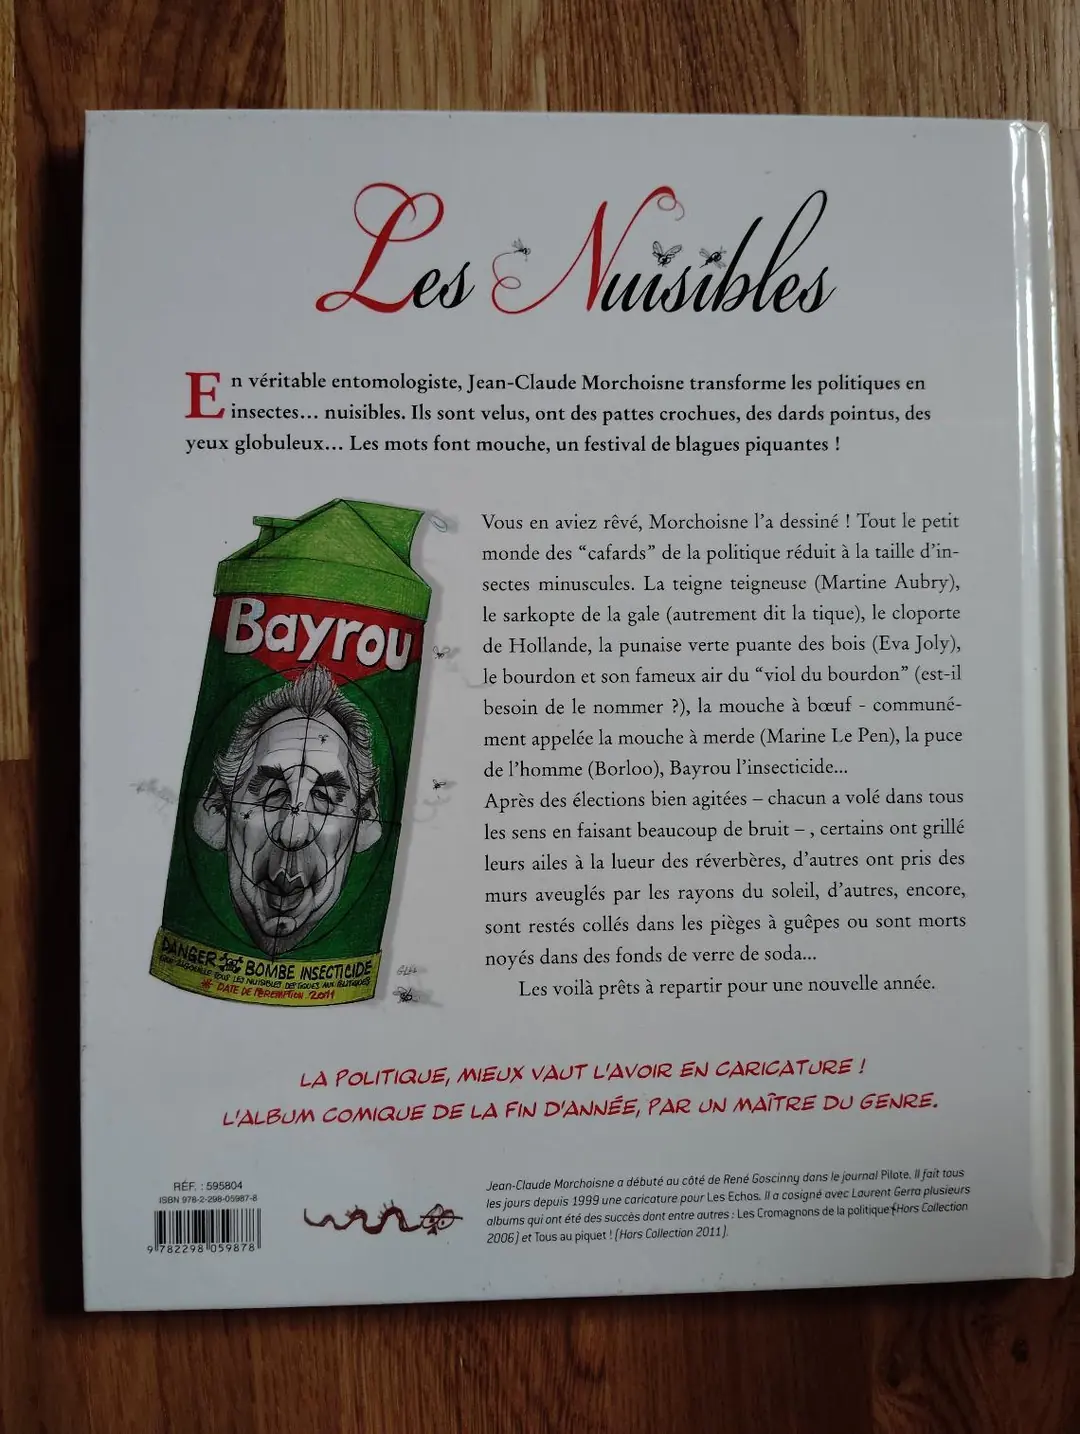 Les Nuisibles
En véritable entomologiste, Jean-Claude Morchoisne transforme les politiques en
insectes... nuisibles. Ils sont velus, ont des pattes crochues, des dards pointus, des
yeux globuleux... Les mots font mouche, un festival de blagues piquantes !
Bayrou
DANGER BOMBE INSECTICIDE
* DATE DE PEREMPTION 2011
Vous en aviez rêvé, Morchoisne l'a dessiné ! Tout le petit
monde des “cafards” de la politique réduit à la taille d'in-
sectes minuscules. La teigne teigneuse (Martine Aubry),
le sarkopte de la gale (autrement dit la tique), le cloporte
de Hollande, la punaise verte puante des bois (Eva Joly),
le bourdon et son fameux air du “viol du bourdon” (est-il
besoin de le nommer ?), la mouche à bœuf - communé-
ment appelée la mouche à merde (Marine Le Pen), la puce
de l'homme (Borloo), Bayrou l'insecticide...
Après des élections bien agitées – chacun a volé dans tous
les sens en faisant beaucoup de bruit – , certains ont grillé
leurs ailes à la lueur des réverbères, d'autres ont pris des
murs aveuglés par les rayons du soleil, d'autres, encore,
sont restés collés dans les pièges à guêpes ou sont morts
noyés dans des fonds de verre de soda...
Les voilà prêts à repartir pour une nouvelle année.
LA POLITIQUE, MIEUX VAUT L'AVOIR EN CARICATURE !
L'ALBUM COMIQUE DE LA FIN D'ANNÉE, PAR UN MAÎTRE DU GENRE.
RÉF. : 595804
ISBN 978-2-298-05987-8
9 782298 059878
Jean-Claude Morchoisne a débuté au côté de René Goscinny dans le journal Pilote. Il fait tous
les jours depuis 1999 une caricature pour Les Echos. Il a cosigné avec Laurent Gerra plusieurs
albums qui ont été des succès dont entre autres : Les Cromagnons de la politique (Hors Collection
2006) et Tous au piquet ! (Hors Collection 2011).